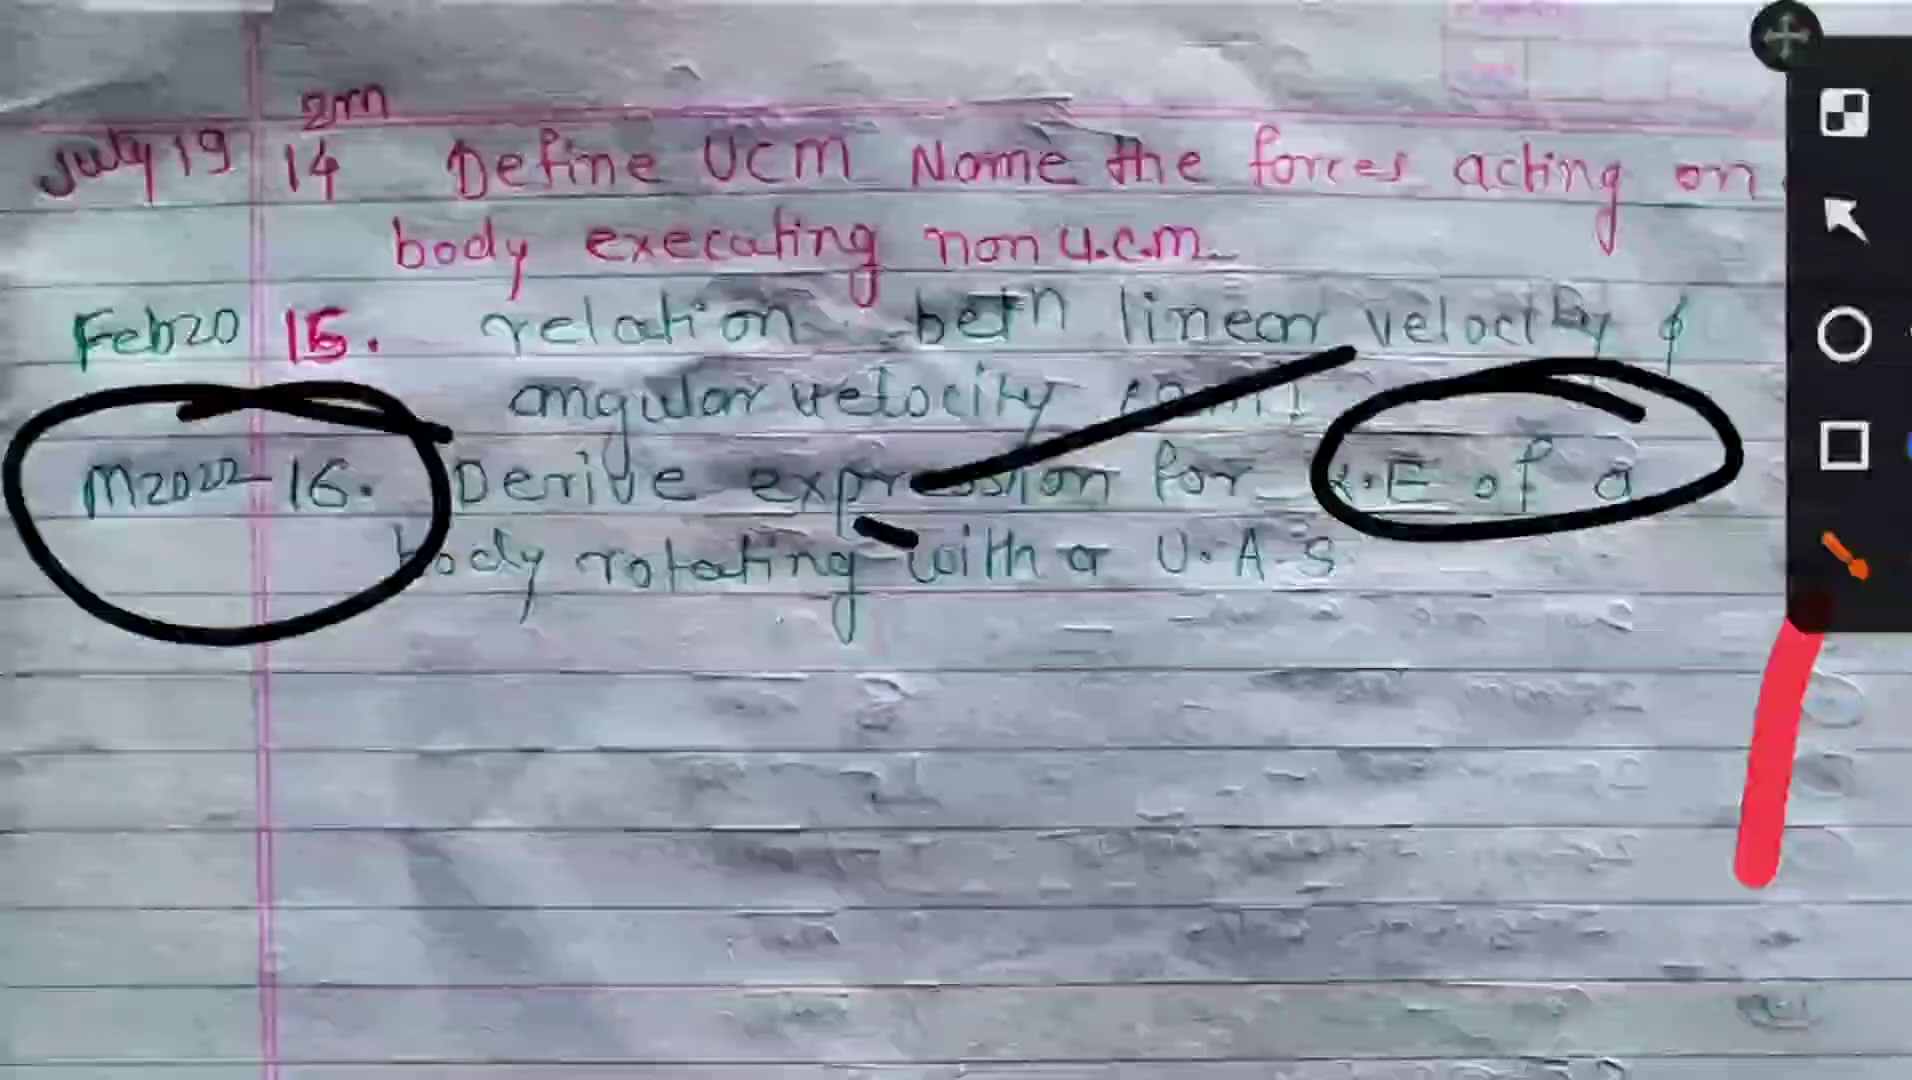 2m
July 19 14 Define UCM Name the forces acting on
body executing non U.C.M.
Feb20 15. relation betn linear velocity &
angular velocity
M2022 - 16. Derive expression for K.E of a
body rotating with a U.A.S